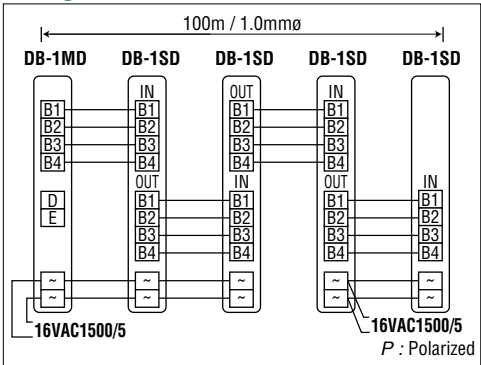 100m / 1.0mmø
DB-1MD DB-1SD DB-1SD DB-1SD DB-1SD
IN OUT IN
B1 B1 B1 B1
B2 B2 B2 B2
B3 B3 B3 B3
B4 B4 B4 B4
OUT IN OUT IN
D B1 B1 B1 B1
E B2 B2 B2 B2
B3 B3 B3 B3
B4 B4 B4 B4
~ ~ ~ ~ ~
~ ~ ~ ~ ~
16VAC1500/5 16VAC1500/5
P : Polarized